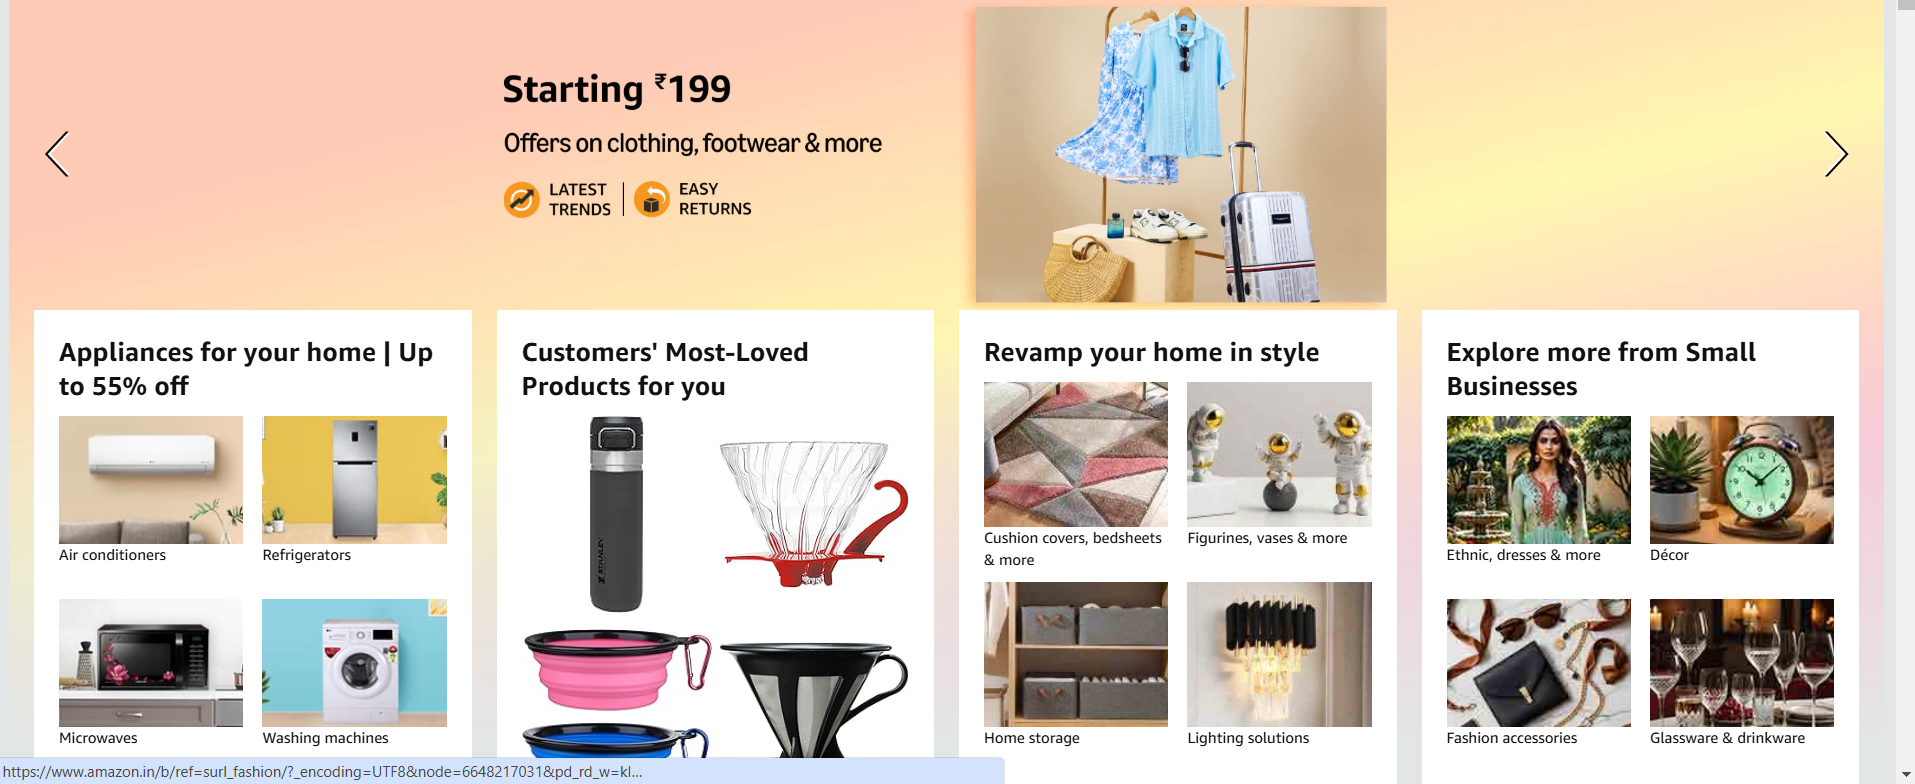 Starting ₹199
Offers on clothing, footwear & more
LATEST
TRENDS
EASY
RETURNS
Appliances for your home | Up
to 55% off
Air conditioners
Refrigerators
Microwaves
Washing machines
Customers' Most-Loved
Products for you
STANLEY
Revamp your home in style
Cushion covers, bedsheets
& more
Figurines, vases & more
Home storage
Lighting solutions
Explore more from Small
Businesses
Ethnic, dresses & more
Décor
Fashion accessories
Glassware & drinkware
https://www.amazon.in/b/ref=surl_fashion/?_encoding=UTF8&node=6648217031&pd_rd_w=kl...